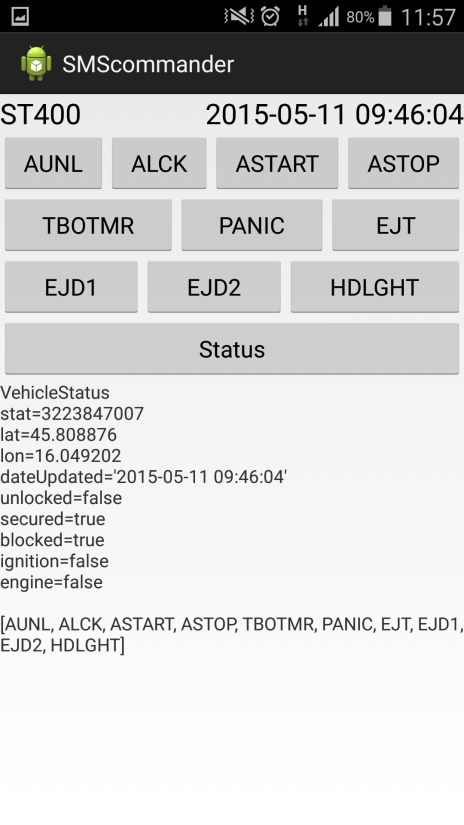 H 80% 11:57
SMScommander
ST400 2015-05-11 09:46:04
AUNL ALCK ASTART ASTOP
TBOTMR PANIC EJT
EJD1 EJD2 HDLGHT
Status
VehicleStatus
stat=3223847007
lat=45.808876
lon=16.049202
dateUpdated='2015-05-11 09:46:04'
unlocked=false
secured=true
blocked=true
ignition=false
engine=false
[AUNL, ALCK, ASTART, ASTOP, TBOTMR, PANIC, EJT, EJD1,
EJD2, HDLGHT]